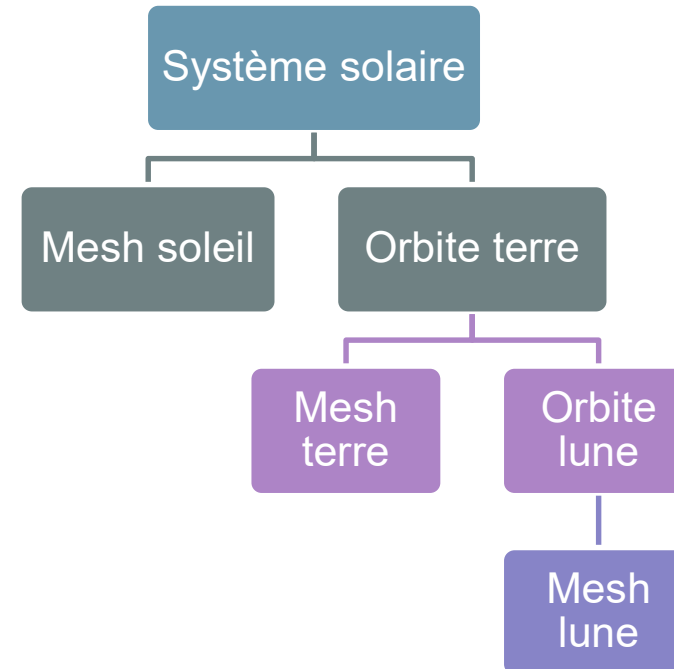 Système solaire
Mesh soleil
Orbite terre
Mesh
terre
Orbite
lune
Mesh
lune